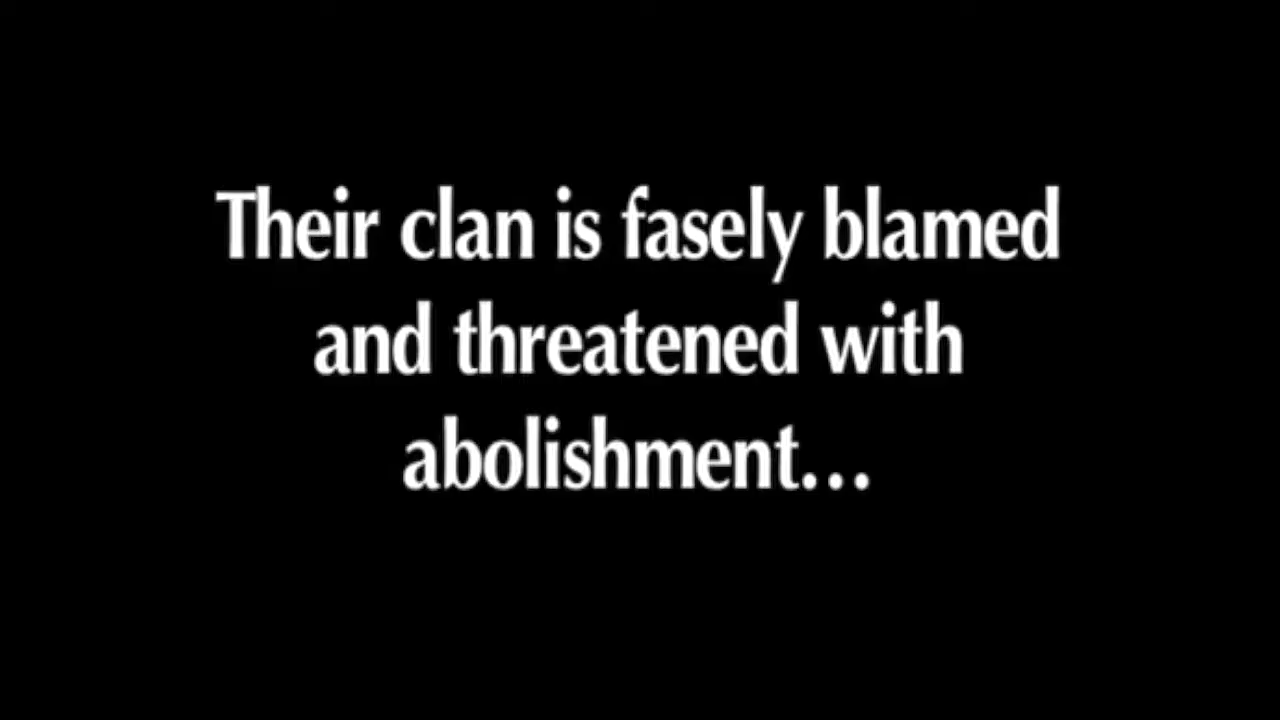 Their clan is fasely blamed
and threatened with
abolishment...